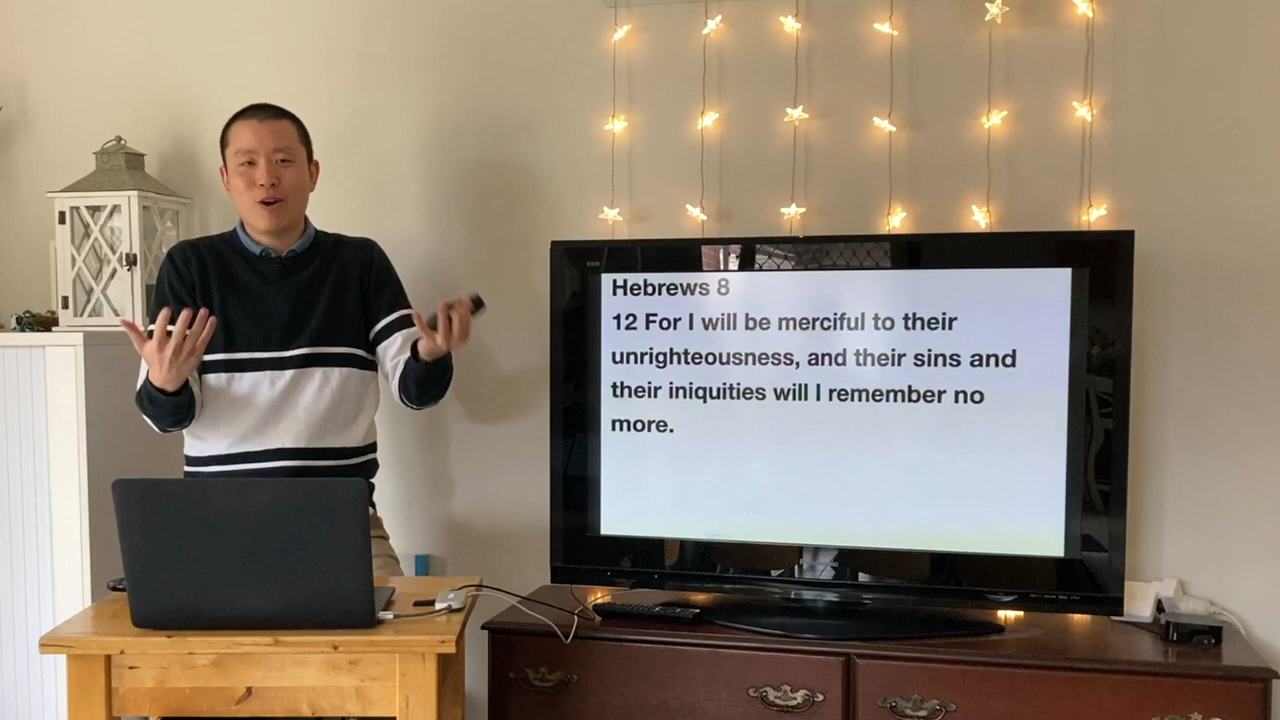 Hebrews 8
12 For I will be merciful to their
unrighteousness, and their sins and
their iniquities will I remember no
more.